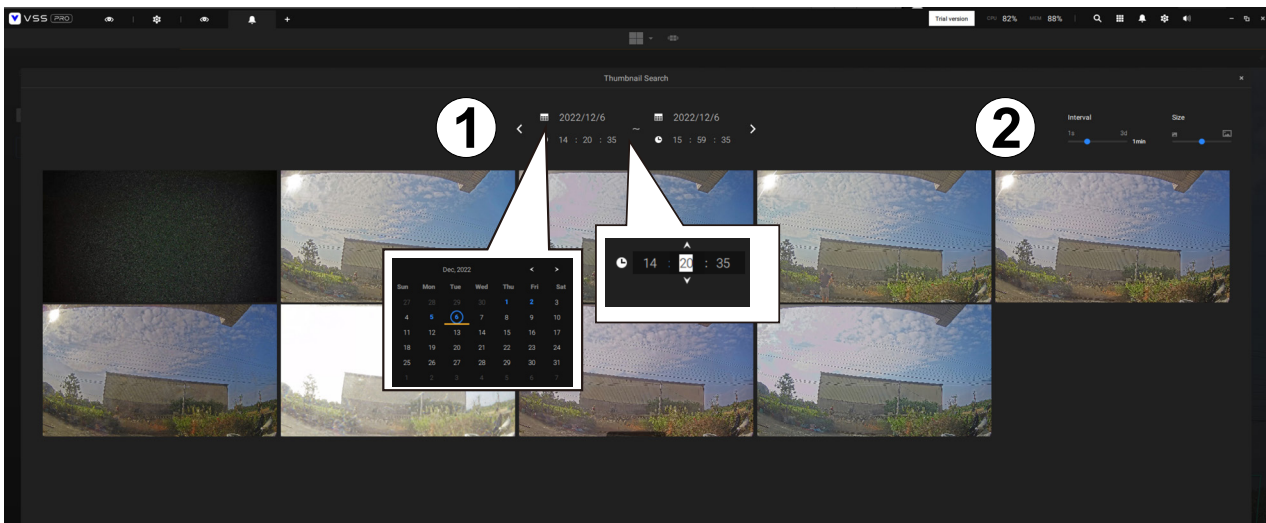 VSS PRO
+
Trial version
CPU 82% MEM 88%
Thumbnail Search
1
2022/12/6
14 : 20 : 35
~
2022/12/6
15 : 59 : 35
2
Interval
1s 3d
1min
Size
Dec, 2022
Sun Mon Tue Wed Thu Fri Sat
27 28 29 30 1 2 3
4 5 6 7 8 9 10
11 12 13 14 15 16 17
18 19 20 21 22 23 24
25 26 27 28 29 30 31
1 2 3 4 5 6 7
14 : 20 : 35